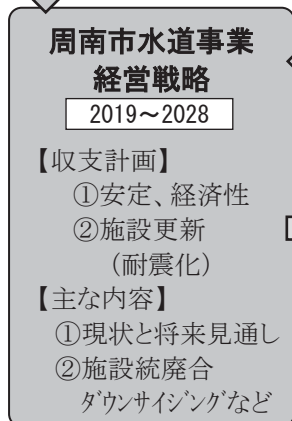 周南市水道事業
経営戦略
2019～2028
【収支計画】
①安定、経済性
②施設更新
(耐震化)
【主な内容】
①現状と将来見通し
②施設統廃合
ダウンサイジングなど